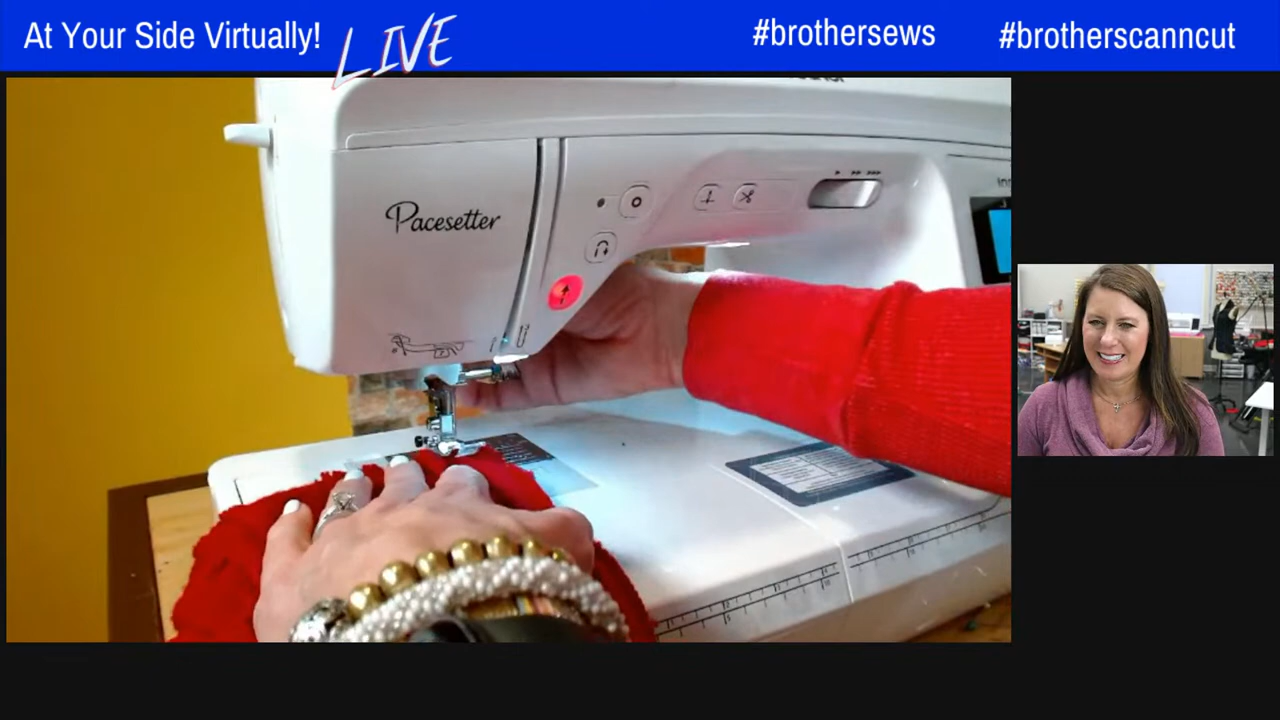 At Your Side Virtually!
LIVE
#brothersews
#brotherscanncut
Pacesetter